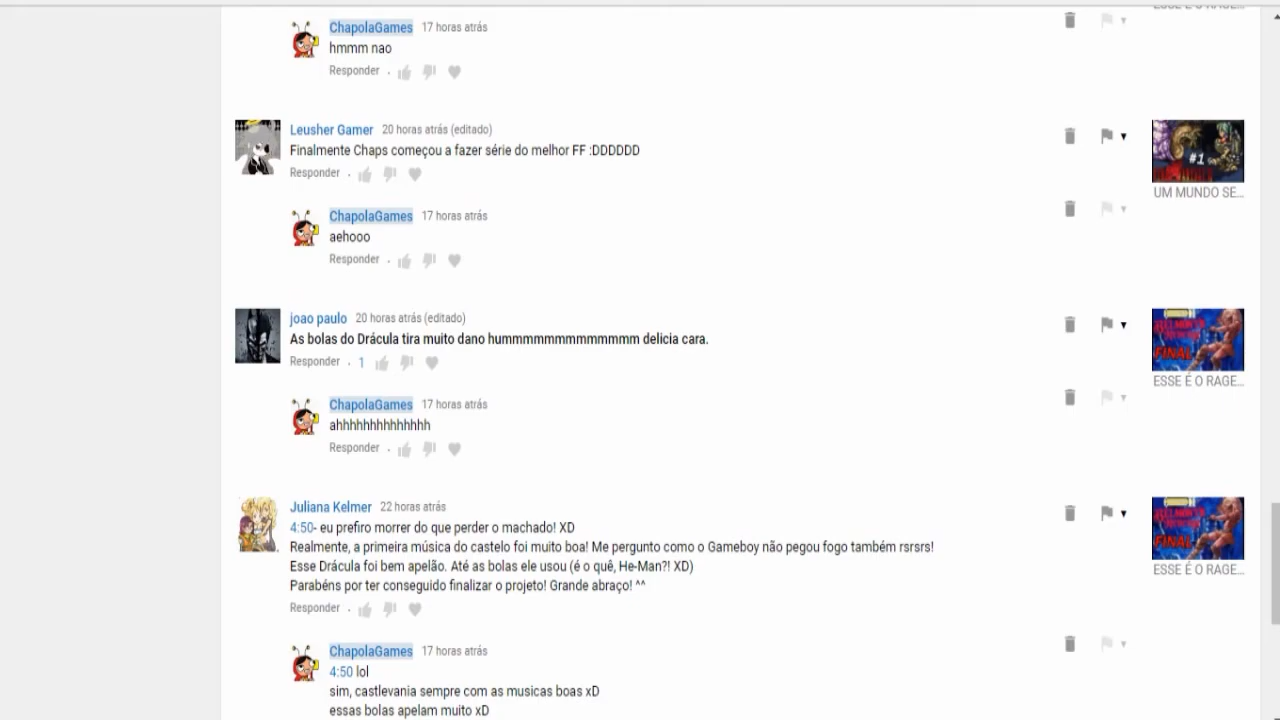 ChapolaGames 17 horas atrás
hmmm nao
Responder .
Leusher Gamer 20 horas atrás (editado)
Finalmente Chaps começou a fazer série do melhor FF :DDDDDD
Responder .
#1
UM MUNDO SE...
ChapolaGames 17 horas atrás
aehooo
Responder .
joao paulo 20 horas atrás (editado)
As bolas do Drácula tira muito dano hummmmmmmmmmmmm delicia cara.
Responder . 1
FINAL
ESSE É O RAGE...
ChapolaGames 17 horas atrás
ahhhhhhhhhhhhhh
Responder .
Juliana Kelmer 22 horas atrás
4:50- eu prefiro morrer do que perder o machado! XD
Realmente, a primeira música do castelo foi muito boa! Me pergunto como o Gameboy não pegou fogo também rsrsrs!
Esse Drácula foi bem apelão. Até as bolas ele usou (é o quê, He-Man?! XD)
Parabéns por ter conseguido finalizar o projeto! Grande abraço! ^^
Responder .
FINAL
ESSE É O RAGE...
ChapolaGames 17 horas atrás
4:50 lol
sim, castlevania sempre com as musicas boas xD
essas bolas apelam muito xD